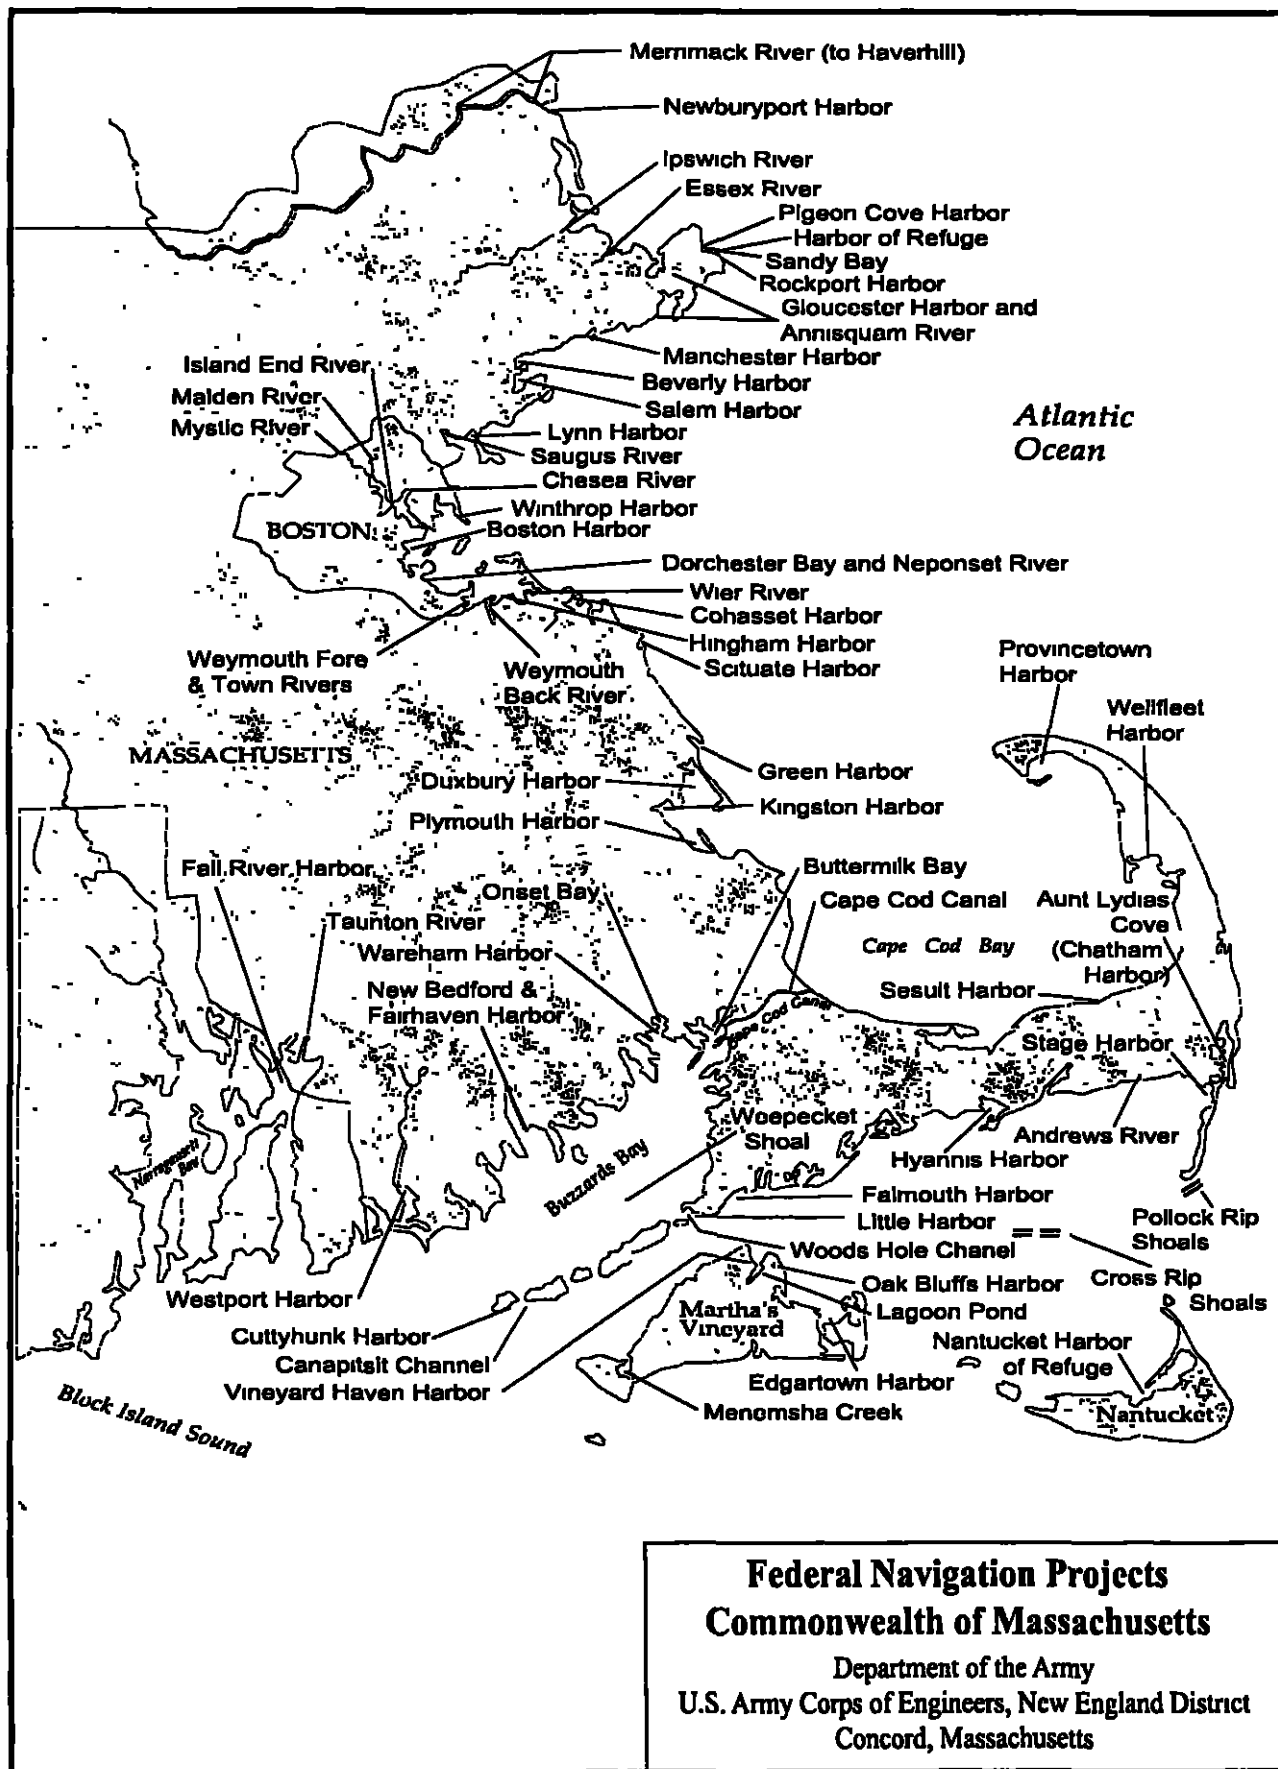 Merrimack River (to Haverhill)
Newburyport Harbor
Ipswich River
Essex River
Pigeon Cove Harbor
Harbor of Refuge
Sandy Bay
Rockport Harbor
Gloucester Harbor and
Annisquam River
Manchester Harbor
Island End River
Beverly Harbor
Malden River
Salem Harbor
Atlantic
Ocean
Mystic River
Lynn Harbor
Saugus River
Chesea River
Winthrop Harbor
BOSTON
Boston Harbor
Dorchester Bay and Neponset River
Wier River
Cohasset Harbor
Hingham Harbor
Scituate Harbor
Weymouth Fore
& Town Rivers
Weymouth
Back River
Provincetown
Harbor
Wellfleet
Harbor
MASSACHUSETTS
Green Harbor
Duxbury Harbor
Kingston Harbor
Plymouth Harbor
Fall River Harbor
Buttermilk Bay
Onset Bay
Cape Cod Canal
Aunt Lydias
Cove
(Chatham
Harbor)
Taunton River
Wareham Harbor
Cape Cod Bay
New Bedford &
Fairhaven Harbor
Sesuit Harbor
Cape Cod Canal
Stage Harbor
Woepecket
Shoal
Andrews River
Hyannis Harbor
Narragansett
Bay
Buzzards Bay
Falmouth Harbor
Little Harbor
Pollock Rip
Shoals
Woods Hole Chanel
Oak Bluffs Harbor
Cross Rip
Shoals
Westport Harbor
Lagoon Pond
Martha's
Vineyard
Cuttyhunk Harbor
Canapitsit Channel
Vineyard Haven Harbor
Nantucket Harbor
of Refuge
Edgartown Harbor
Menemsha Creek
Nantucket
Block Island Sound
Federal Navigation Projects
Commonwealth of Massachusetts
Department of the Army
U.S. Army Corps of Engineers, New England District
Concord, Massachusetts